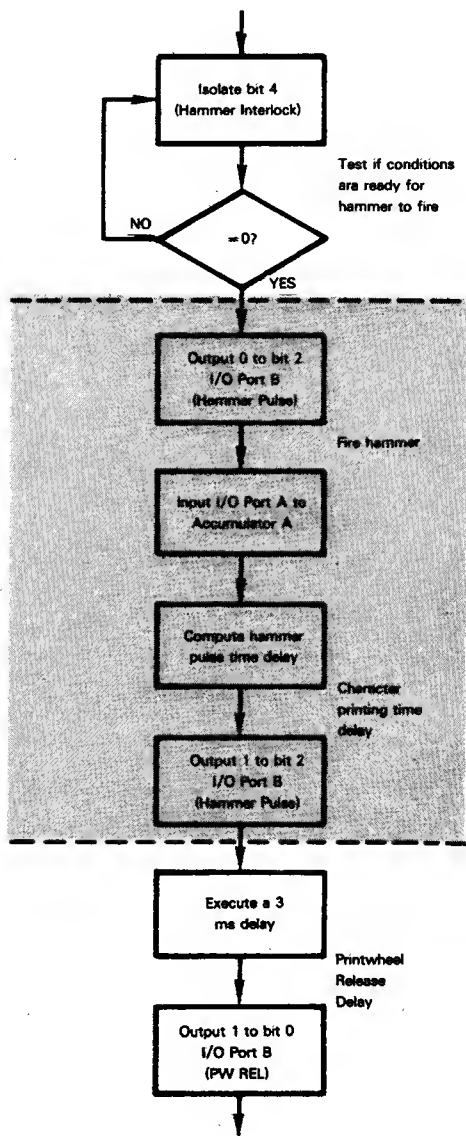 Isolate bit 4
(Hammer Interlock)
Test if conditions
are ready for
hammer to fire
NO
= 0?
YES
Output 0 to bit 2
I/O Port B
(Hammer Pulse)
Fire hammer
Input I/O Port A to
Accumulator A
Compute hammer
pulse time delay
Character
printing time
delay
Output 1 to bit 2
I/O Port B
(Hammer Pulse)
Execute a 3
ms delay
Printwheel
Release
Delay
Output 1 to bit 0
I/O Port B
(PW REL)